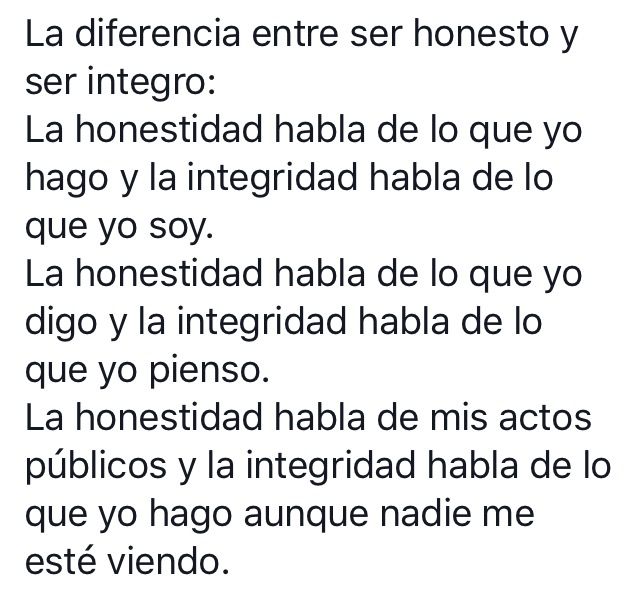 La diferencia entre ser honesto y
ser integro:
La honestidad habla de lo que yo
hago y la integridad habla de lo
que yo soy.
La honestidad habla de lo que yo
digo y la integridad habla de lo
que yo pienso.
La honestidad habla de mis actos
públicos y la integridad habla de lo
que yo hago aunque nadie me
esté viendo.